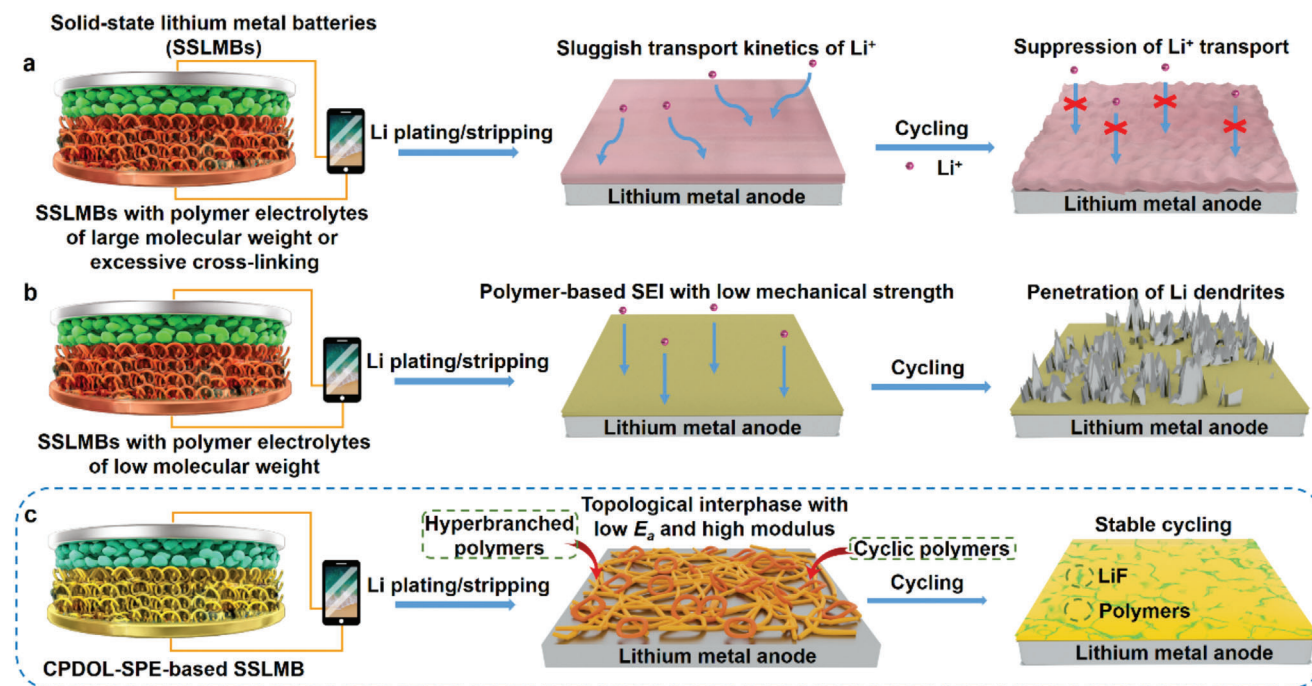 Solid-state lithium metal batteries
(SSLMBs)
a
Li plating/stripping
SSLMBs with polymer electrolytes
of large molecular weight or
excessive cross-linking
Sluggish transport kinetics of Li⁺
Lithium metal anode
Cycling
Li⁺
Suppression of Li⁺ transport
Lithium metal anode
b
Li plating/stripping
SSLMBs with polymer electrolytes
of low molecular weight
Polymer-based SEI with low mechanical strength
Lithium metal anode
Cycling
Penetration of Li dendrites
Lithium metal anode
c
CPDOL-SPE-based SSLMB
Li plating/stripping
Hyperbranched
polymers
Topological interphase with
low Eₐ and high modulus
Cyclic polymers
Lithium metal anode
Cycling
Stable cycling
LiF
Polymers
Lithium metal anode